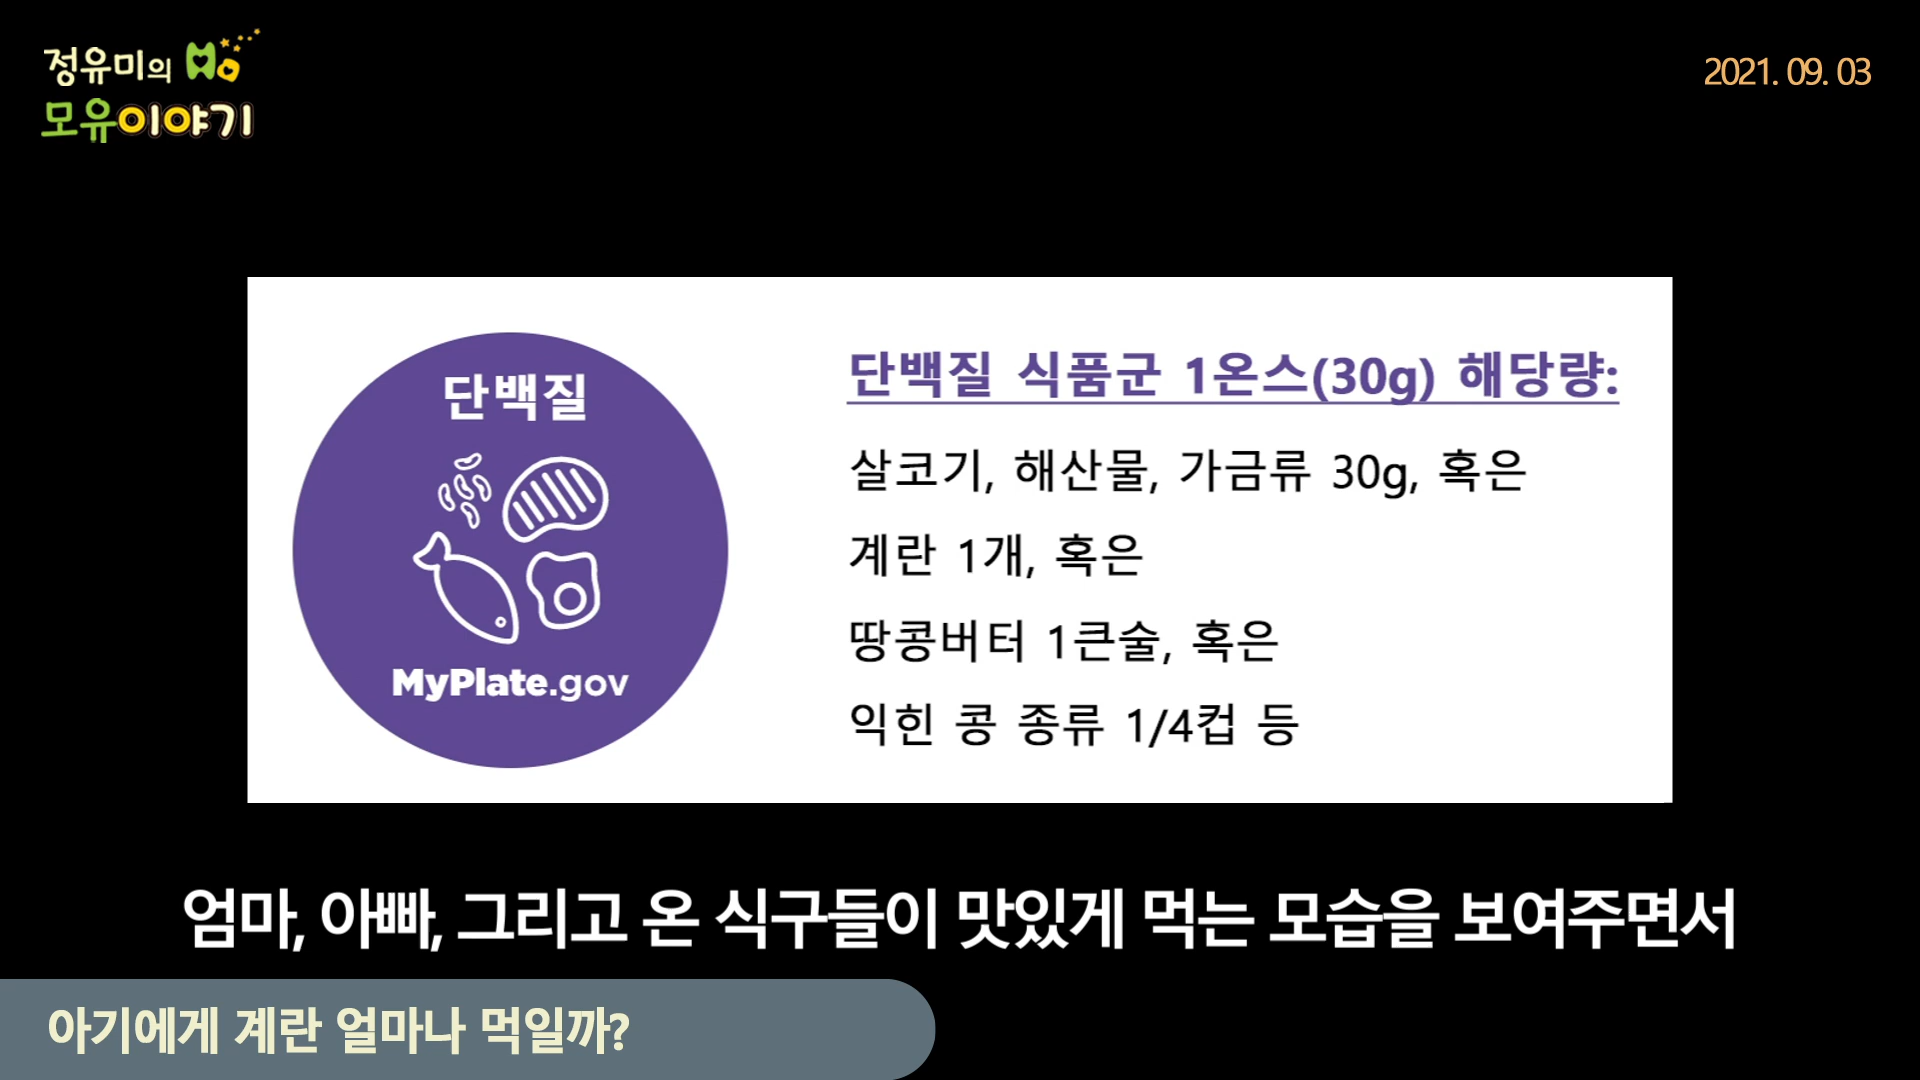 정유미의
모유이야기
2021. 09. 03
단백질
MyPlate.gov
단백질 식품군 1온스(30g) 해당량:
살코기, 해산물, 가금류 30g, 혹은
계란 1개, 혹은
땅콩버터 1큰술, 혹은
익힌 콩 종류 1/4컵 등
엄마, 아빠, 그리고 온 식구들이 맛있게 먹는 모습을 보여주면서
아기에게 계란 얼마나 먹일까?